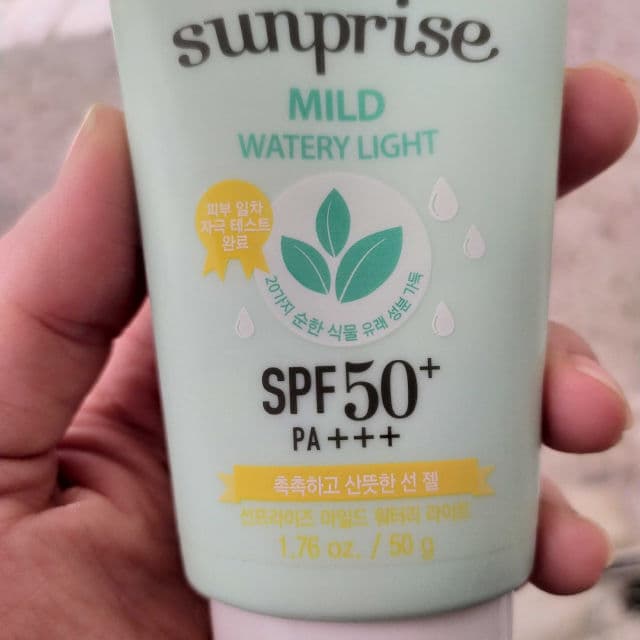 sunprise
MILD
WATERY LIGHT
피부 일차
자극 테스트
완료
20가지 순한 식물 유래 성분 가득
SPF50+
PA+++
촉촉하고 산뜻한 선 젤
선프라이즈 마일드 워터리 라이트
1.76 oz. / 50 g